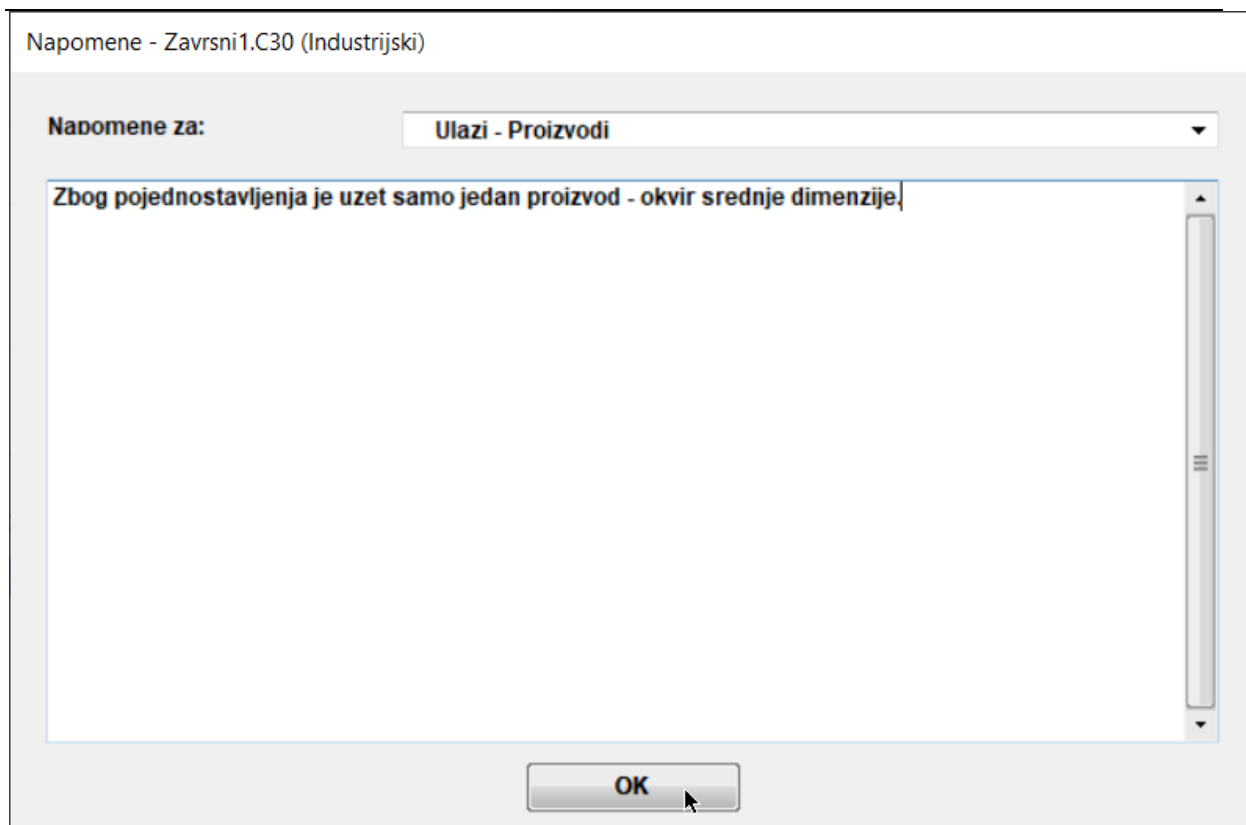 Napomene - Zavrsni1.C30 (Industrijski)
Napomene za: Ulazi - Proizvodi
Zbog pojednostavljenja je uzet samo jedan proizvod - okvir srednje dimenzije.
OK